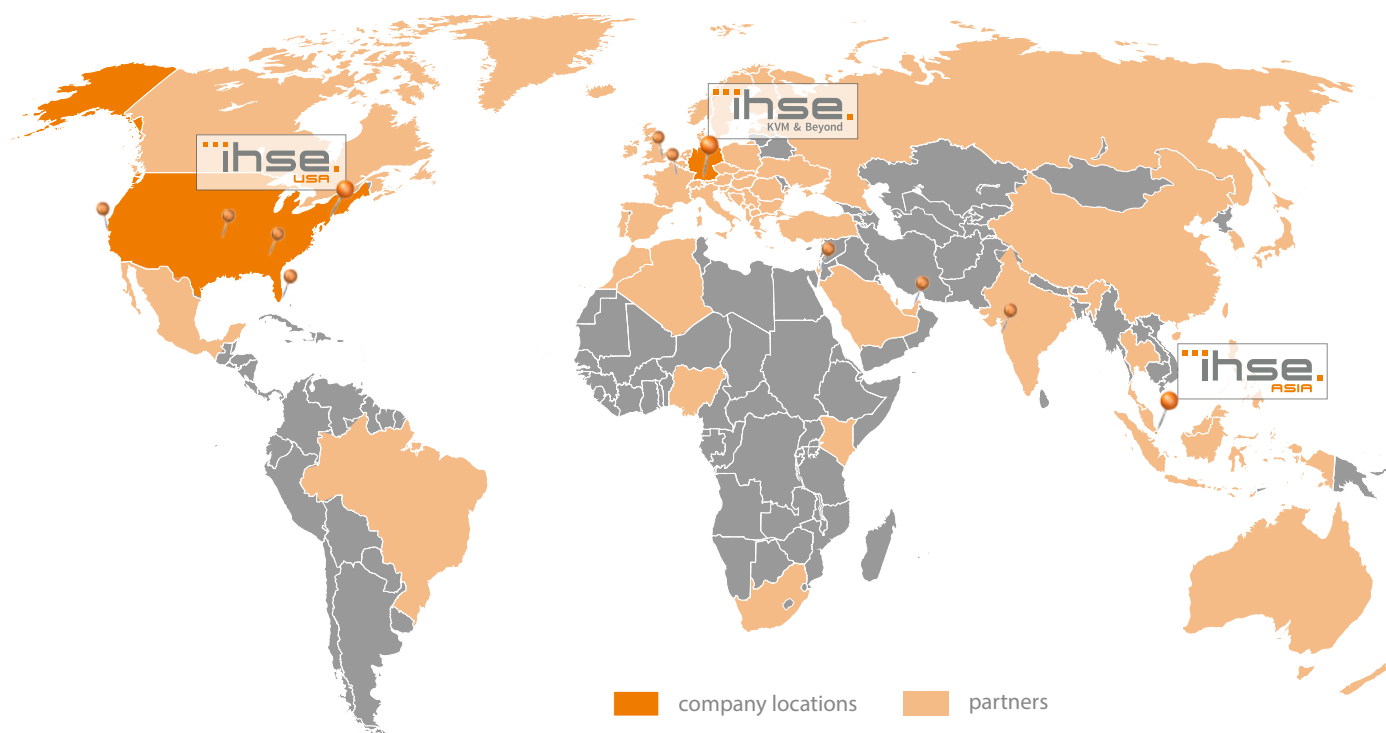 ihse.
KVM & Beyond
ihse.
USA
ihse.
ASIA
company locations
partners